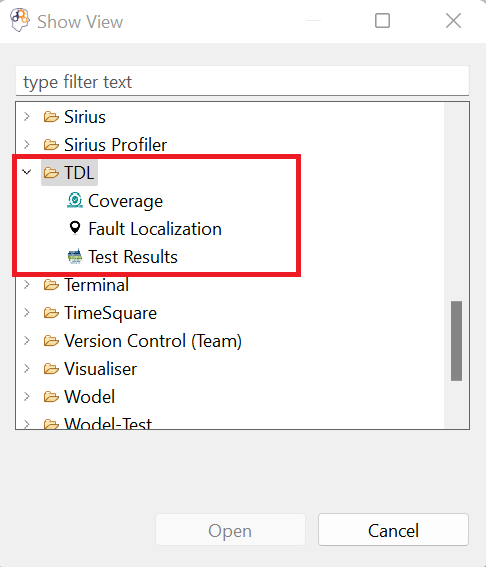 Show View
type filter text
Sirius
Sirius Profiler
TDL
Coverage
Fault Localization
Test Results
Terminal
TimeSquare
Version Control (Team)
Visualiser
Wodel
Wodel-Test
Open
Cancel